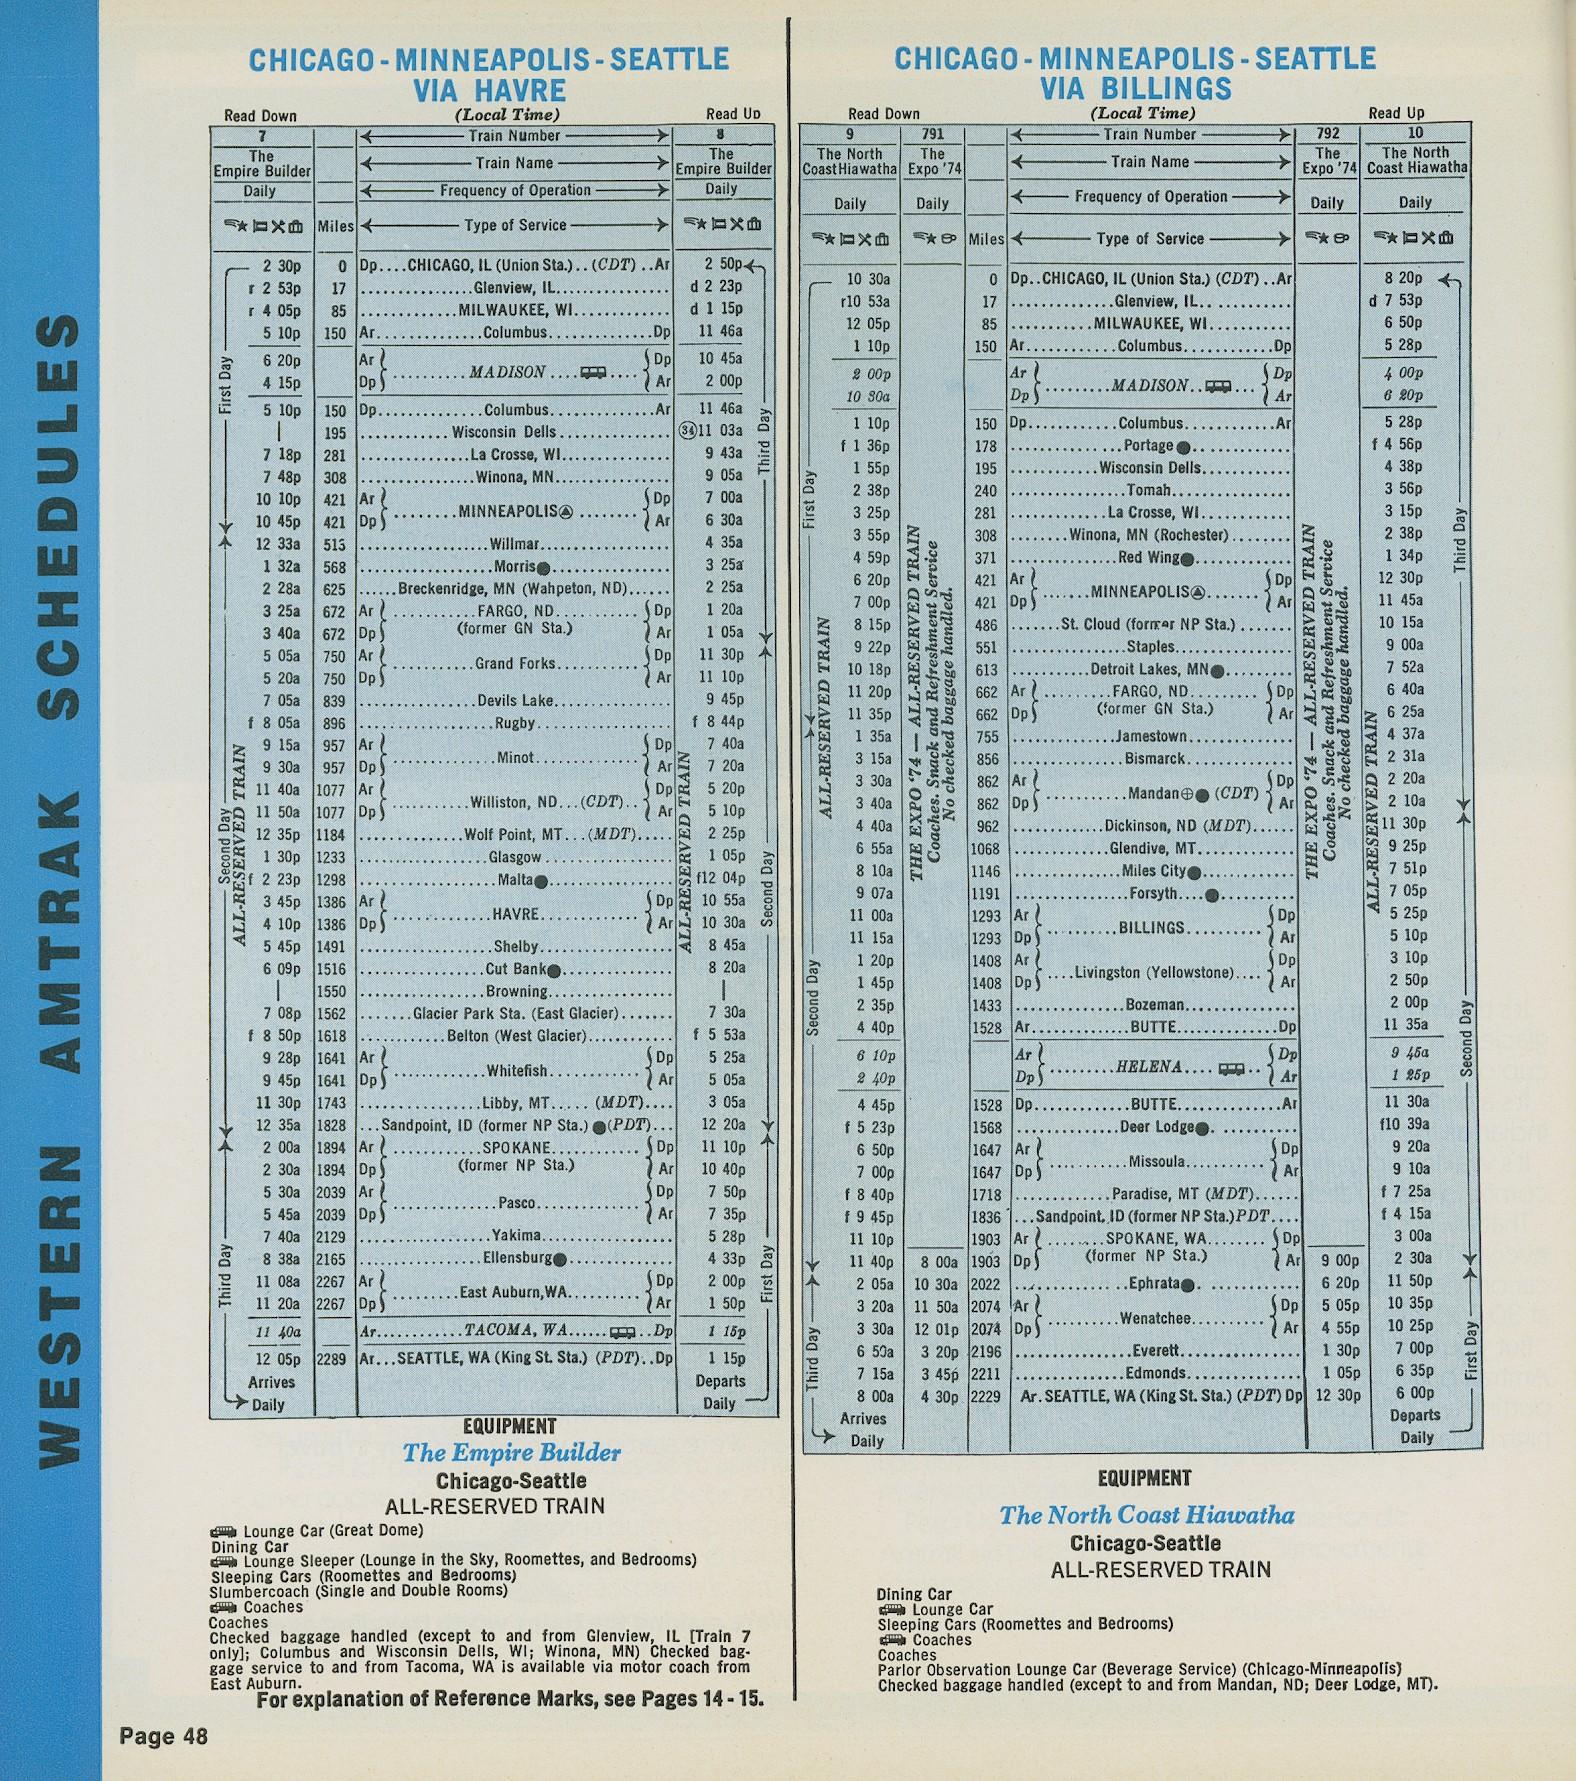 WESTERN AMTRAK SCHEDULES
CHICAGO - MINNEAPOLIS - SEATTLE
VIA HAVRE
Read Down (Local Time) Read Up
7 Train Number 8
The Empire Builder Train Name The Empire Builder
Daily Frequency of Operation Daily
Miles Type of Service
2 30p 0 Dp....CHICAGO, IL (Union Sta.)..(CDT)..Ar 2 50p
r 2 53p 17 Glenview, IL d 2 23p
r 4 05p 85 MILWAUKEE, WI d 1 15p
5 10p 150 Ar Columbus Dp 11 46a
6 20p Ar MADISON Dp 10 45a
4 15p Dp Ar 2 00p
5 10p 150 Dp Columbus Ar 11 46a
195 Wisconsin Dells (34)11 03a
7 18p 281 La Crosse, WI 9 43a
7 48p 308 Winona, MN 9 05a
10 10p 421 Ar MINNEAPOLIS Dp 7 00a
10 45p 421 Dp Ar 6 30a
12 33a 515 Willmar 4 35a
1 32a 568 Morris 3 25a
2 28a 625 Breckenridge, MN (Wahpeton, ND) 2 25a
3 25a 672 Ar FARGO, ND Dp 1 20a
3 40a 672 Dp (former GN Sta.) Ar 1 05a
5 05a 750 Ar Grand Forks Dp 11 30p
5 20a 750 Dp Ar 11 10p
7 05a 839 Devils Lake 9 45p
f 8 05a 896 Rugby f 8 44p
9 15a 957 Ar Minot Dp 7 40a
9 30a 957 Dp Ar 7 20a
11 40a 1077 Ar Williston, ND...(CDT).. Dp 5 20p
11 50a 1077 Dp Ar 5 10p
12 35p 1184 Wolf Point, MT...(MDT) 2 25p
1 30p 1233 Glasgow 1 05p
f 2 23p 1298 Malta f12 04p
3 45p 1386 Ar HAVRE Dp 10 55a
4 10p 1386 Dp Ar 10 30a
5 45p 1491 Shelby 8 45a
6 09p 1516 Cut Bank 8 20a
1550 Browning
7 08p 1562 Glacier Park Sta. (East Glacier) 7 30a
f 8 50p 1618 Belton (West Glacier) f 5 53a
9 28p 1641 Ar Whitefish Dp 5 25a
9 45p 1641 Dp Ar 5 05a
11 30p 1743 Libby, MT (MDT) 3 05a
12 35a 1828 Sandpoint, ID (former NP Sta.) (PDT) 12 20a
2 00a 1894 Ar SPOKANE Dp 11 10p
2 30a 1894 Dp (former NP Sta.) Ar 10 40p
5 30a 2039 Ar Pasco Dp 7 50p
5 45a 2039 Dp Ar 7 35p
7 40a 2129 Yakima 5 28p
8 38a 2165 Ellensburg 4 33p
11 08a 2267 Ar East Auburn,WA Dp 2 00p
11 20a 2267 Dp Ar 1 50p
11 40a Ar TACOMA, WA Dp 1 15p
12 05p 2289 Ar...SEATTLE, WA (King St. Sta.) (PDT)..Dp 1 15p
Arrives Departs
Daily Daily
First Day
Second Day
Third Day
ALL-RESERVED TRAIN
ALL-RESERVED TRAIN
Third Day
Second Day
First Day
EQUIPMENT
The Empire Builder
Chicago-Seattle
ALL-RESERVED TRAIN
Lounge Car (Great Dome)
Dining Car
Lounge Sleeper (Lounge in the Sky, Roomettes, and Bedrooms)
Sleeping Cars (Roomettes and Bedrooms)
Slumbercoach (Single and Double Rooms)
Coaches
Coaches
Checked baggage handled (except to and from Glenview, IL [Train 7
only]; Columbus and Wisconsin Dells, WI; Winona, MN) Checked bag-
gage service to and from Tacoma, WA is available via motor coach from
East Auburn.
For explanation of Reference Marks, see Pages 14 - 15.
Page 48
CHICAGO - MINNEAPOLIS - SEATTLE
VIA BILLINGS
Read Down (Local Time) Read Up
9 791 Train Number 792 10
The North Coast Hiawatha The Expo '74 Train Name The Expo '74 The North Coast Hiawatha
Daily Daily Frequency of Operation Daily Daily
Miles Type of Service
10 30a 0 Dp..CHICAGO, IL (Union Sta.) (CDT)..Ar 8 20p
r10 53a 17 Glenview, IL d 7 53p
12 05p 85 MILWAUKEE, WI 6 50p
1 10p 150 Ar Columbus Dp 5 28p
2 00p Ar MADISON Dp 4 00p
10 30a Dp Ar 6 20p
1 10p 150 Dp Columbus Ar 5 28p
f 1 36p 178 Portage f 4 56p
1 55p 195 Wisconsin Dells 4 38p
2 38p 240 Tomah 3 56p
3 25p 281 La Crosse, WI 3 15p
3 55p 308 Winona, MN (Rochester) 2 38p
4 59p 371 Red Wing 1 34p
6 20p 421 Ar MINNEAPOLIS Dp 12 30p
7 00p 421 Dp Ar 11 45a
8 15p 486 St. Cloud (former NP Sta.) 10 15a
9 22p 551 Staples 9 00a
10 18p 613 Detroit Lakes, MN 7 52a
11 20p 662 Ar FARGO, ND Dp 6 40a
11 35p 662 Dp (former GN Sta.) Ar 6 25a
1 35a 755 Jamestown 4 37a
3 15a 856 Bismarck 2 31a
3 30a 862 Ar Mandan (CDT) Dp 2 20a
3 40a 862 Dp Ar 2 10a
4 40a 962 Dickinson, ND (MDT) 11 30p
6 55a 1068 Glendive, MT 9 25p
8 10a 1146 Miles City 7 51p
9 07a 1191 Forsyth 7 05p
11 00a 1293 Ar BILLINGS Dp 5 25p
11 15a 1293 Dp Ar 5 10p
1 20p 1408 Ar Livingston (Yellowstone) Dp 3 10p
1 45p 1408 Dp Ar 2 50p
2 35p 1433 Bozeman 2 00p
4 40p 1528 Ar BUTTE Dp 11 35a
6 10p Ar HELENA Dp 9 45a
2 40p Dp Ar 1 25p
4 45p 1528 Dp BUTTE Ar 11 30a
f 5 23p 1568 Deer Lodge f10 39a
6 50p 1647 Ar Missoula Dp 9 20a
7 00p 1647 Dp Ar 9 10a
f 8 40p 1718 Paradise, MT (MDT) f 7 25a
f 9 45p 1836 Sandpoint, ID (former NP Sta.) PDT f 4 15a
11 10p 1903 Ar SPOKANE, WA Dp 3 00a
11 40p 8 00a 1903 Dp (former NP Sta.) Ar 9 00p 2 30a
2 05a 10 30a 2022 Ephrata 6 20p 11 50p
3 20a 11 50a 2074 Ar Wenatchee Dp 5 05p 10 35p
3 30a 12 01p 2074 Dp Ar 4 55p 10 25p
6 50a 3 20p 2196 Everett 1 30p 7 00p
7 15a 3 45p 2211 Edmonds 1 05p 6 35p
8 00a 4 30p 2229 Ar. SEATTLE, WA (King St. Sta.) (PDT) Dp 12 30p 6 00p
Arrives Departs
Daily Daily
First Day
Second Day
Third Day
ALL-RESERVED TRAIN
THE EXPO '74 — ALL-RESERVED TRAIN
Coaches. Snack and Refreshment Service
No checked baggage handled.
THE EXPO '74 — ALL-RESERVED TRAIN
Coaches. Snack and Refreshment Service
No checked baggage handled.
ALL-RESERVED TRAIN
Third Day
Second Day
First Day
EQUIPMENT
The North Coast Hiawatha
Chicago-Seattle
ALL-RESERVED TRAIN
Dining Car
Lounge Car
Sleeping Cars (Roomettes and Bedrooms)
Coaches
Coaches
Parlor Observation Lounge Car (Beverage Service) (Chicago-Minneapolis)
Checked baggage handled (except to and from Mandan, ND; Deer Lodge, MT).